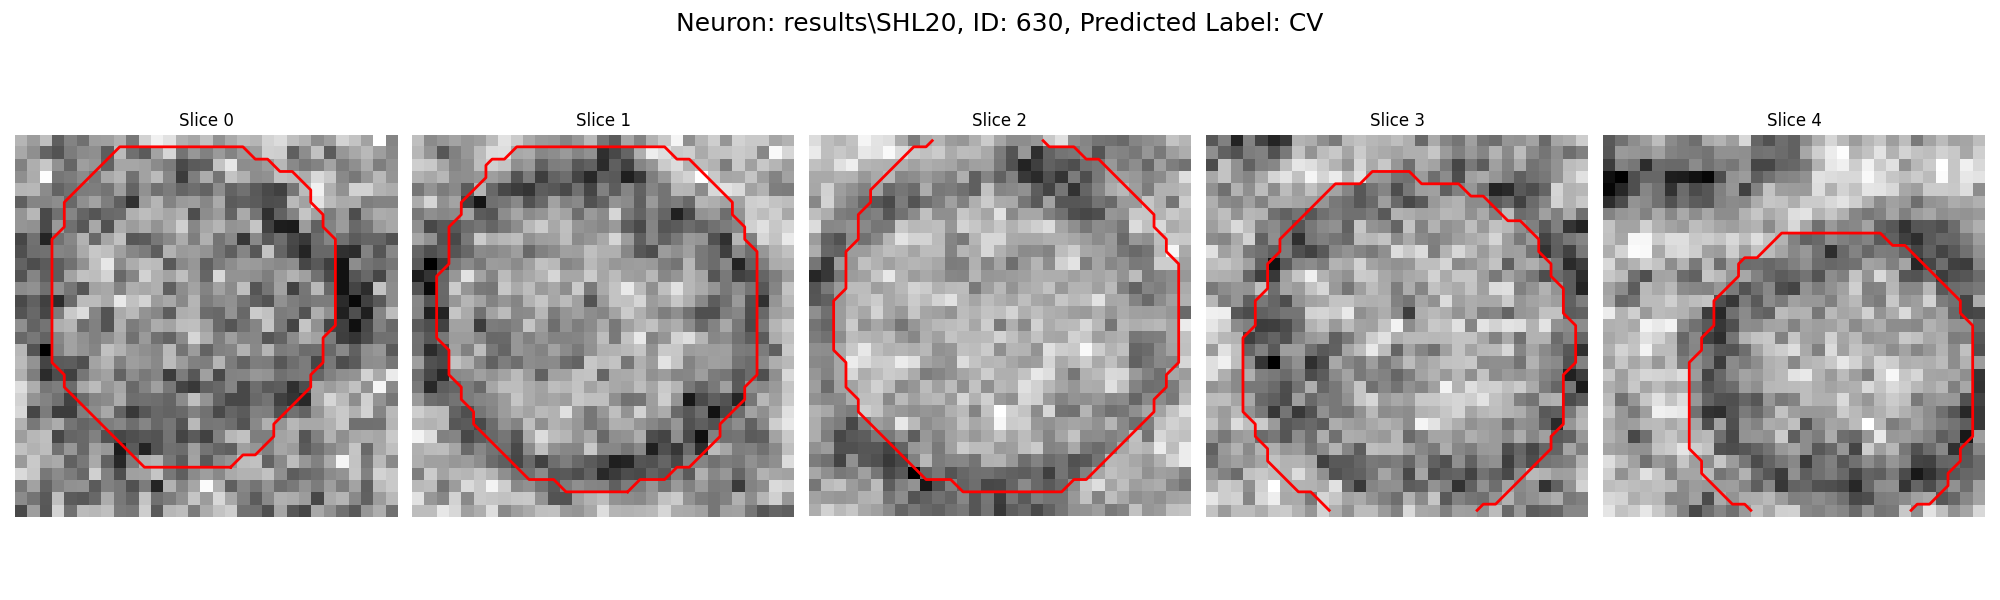 Neuron: results\SHL20, ID: 630, Predicted Label: CV
Slice 0
Slice 1
Slice 2
Slice 3
Slice 4